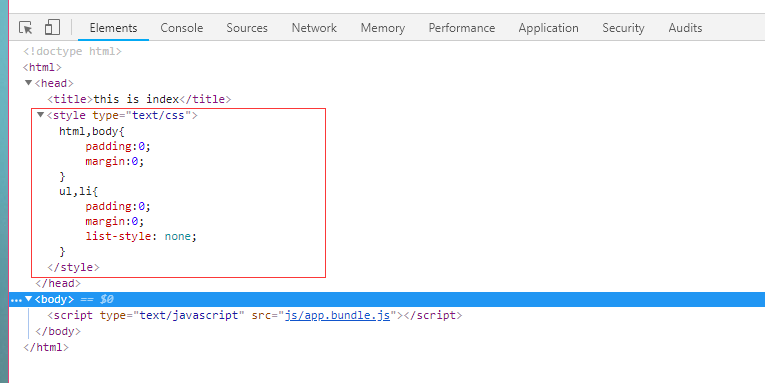 Elements Console Sources Network Memory Performance Application Security Audits
<!doctype html>
<html>
<head>
<title>this is index</title>
<style type="text/css">
html,body{
padding:0;
margin:0;
}
ul,li{
padding:0;
margin:0;
list-style: none;
}
</style>
</head>
...<body> == $0
<script type="text/javascript" src="js/app.bundle.js"></script>
</body>
</html>